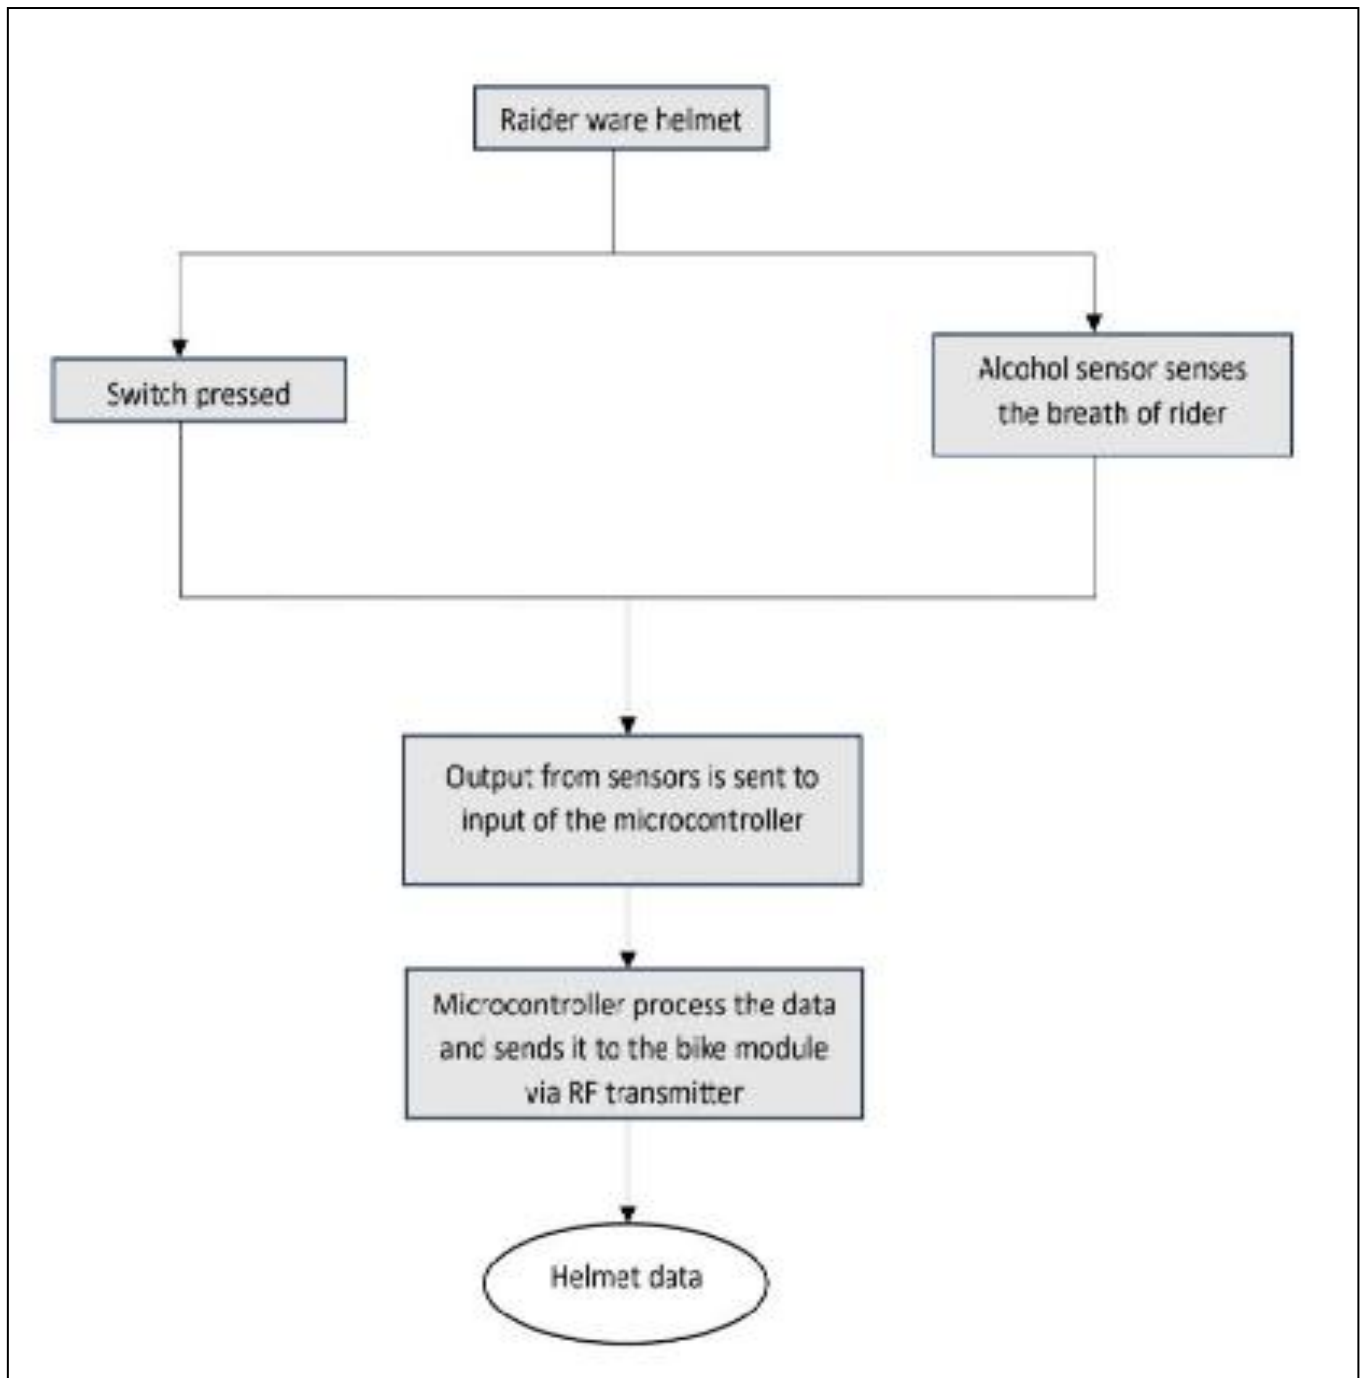 Raider ware helmet
Switch pressed
Alcohol sensor senses
the breath of rider
Output from sensors is sent to
input of the microcontroller
Microcontroller process the data
and sends it to the bike module
via RF transmitter
Helmet data